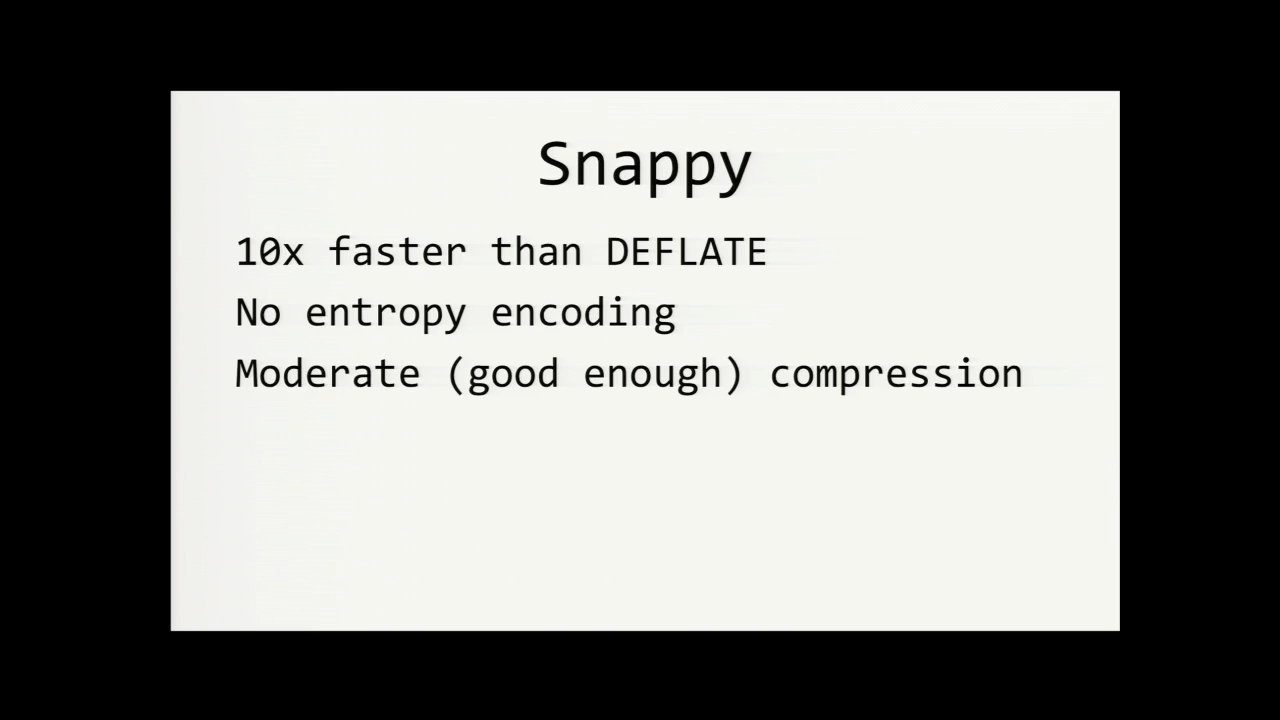 Snappy
10x faster than DEFLATE
No entropy encoding
Moderate (good enough) compression